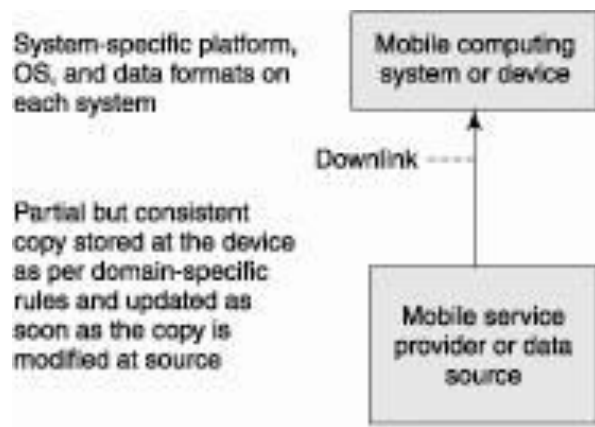 System-specific platform,
OS, and data formats on
each system
Mobile computing
system or device
Downlink
Partial but consistent
copy stored at the device
as per domain-specific
rules and updated as
soon as the copy is
modified at source
Mobile service
provider or data
source